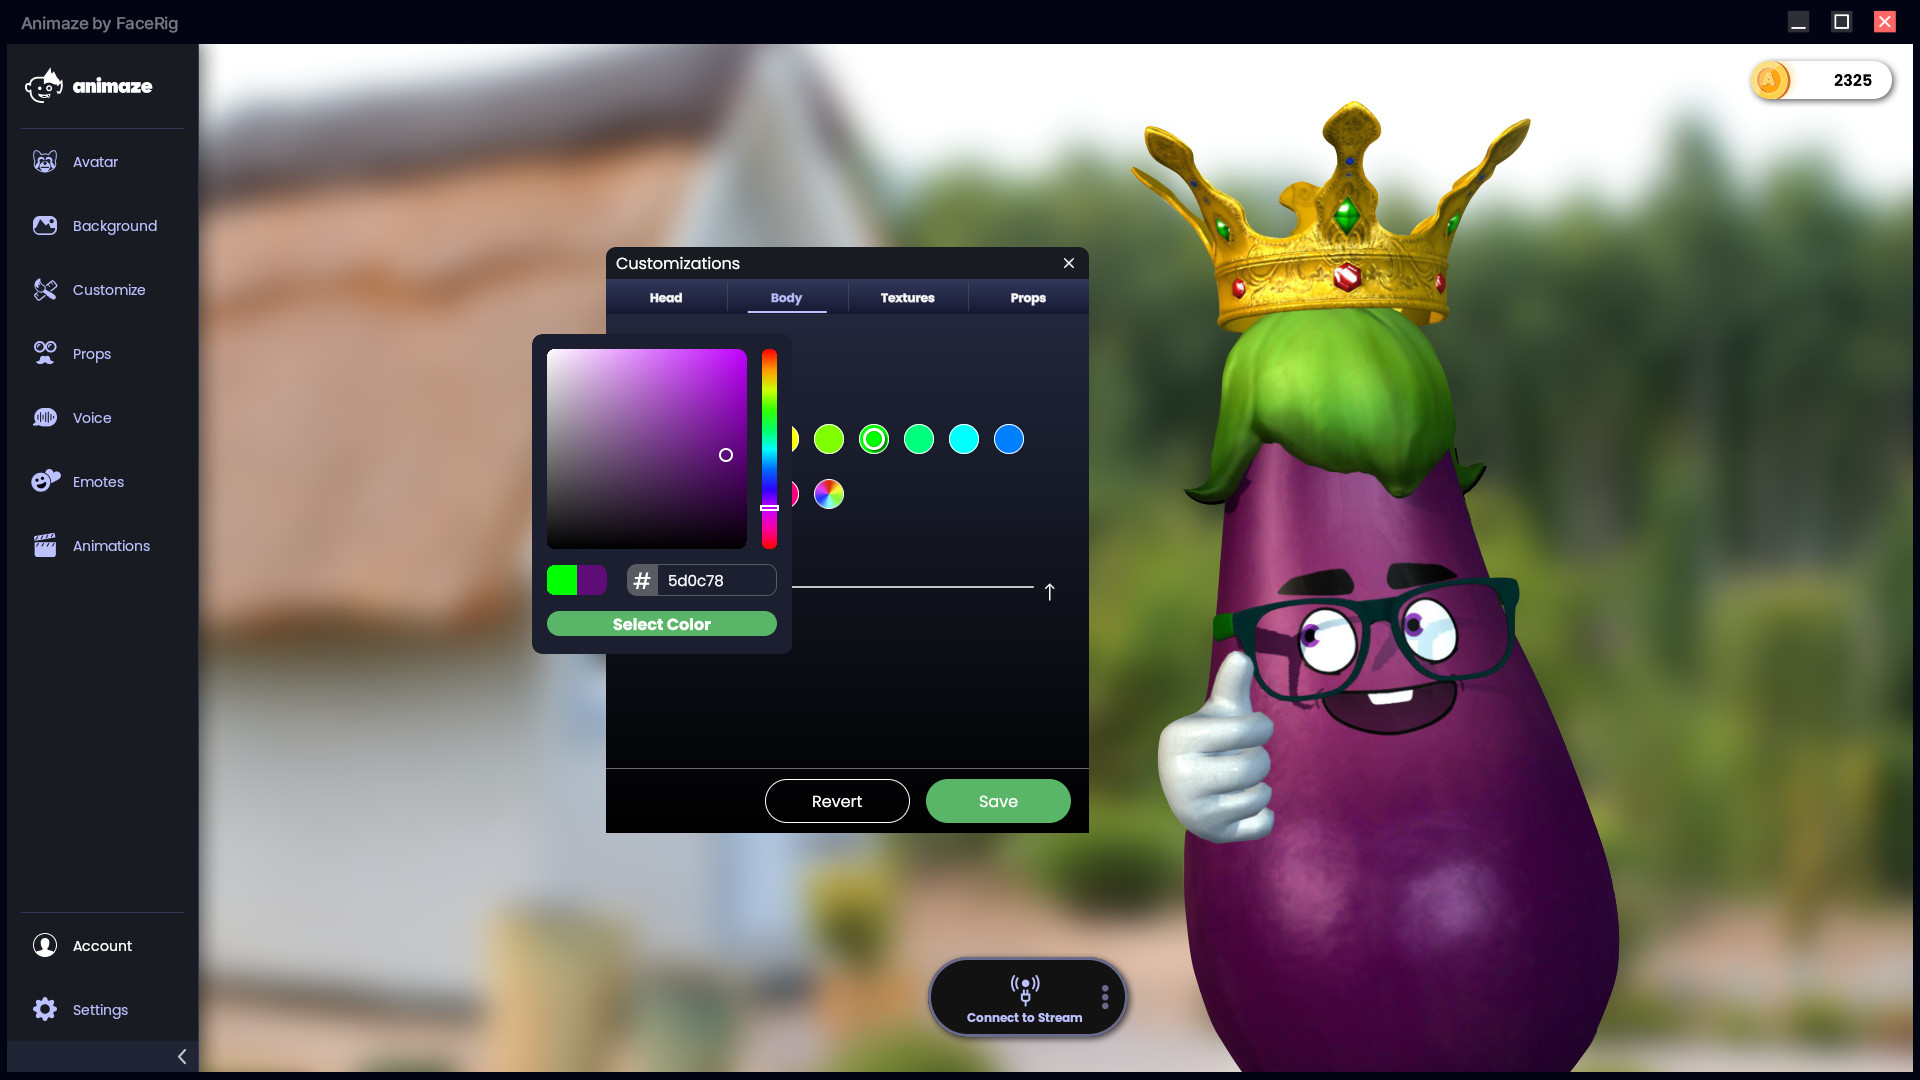 Animaze by FaceRig
animaze
2325
Avatar
Background
Customize
Props
Voice
Emotes
Animations
Account
Settings
Customizations
Head
Body
Textures
Props
# 5d0c78
Select Color
Revert
Save
Connect to Stream